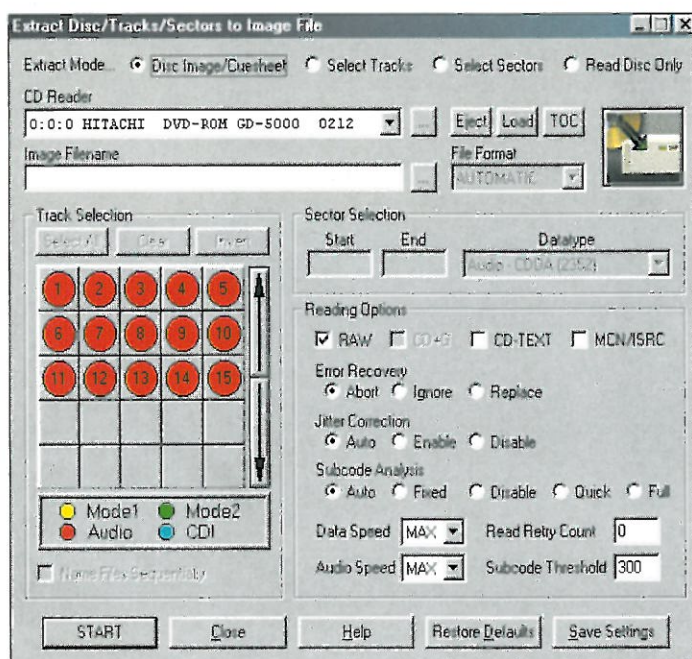 Extract Disc/Tracks/Sectors to Image File
Extract Mode... Disc Image/Cuesheet Select Tracks Select Sectors Read Disc Only
CD Reader
0:0:0 HITACHI DVD-ROM GD-5000 0212 ... Eject Load TOC
Image Filename File Format
... AUTOMATIC
Track Selection
Select All Clear Invert
1 2 3 4 5
6 7 8 9 10
11 12 13 14 15
Mode1 Mode2
Audio CDI
Name Files Sequentially
Sector Selection
Start End Datatype
Audio - CDDA (2352)
Reading Options
RAW CD+G CD-TEXT MCN/ISRC
Error Recovery
Abort Ignore Replace
Jitter Correction
Auto Enable Disable
Subcode Analysis
Auto Fixed Disable Quick Full
Data Speed MAX Read Retry Count 0
Audio Speed MAX Subcode Threshold 300
START Close Help Restore Defaults Save Settings